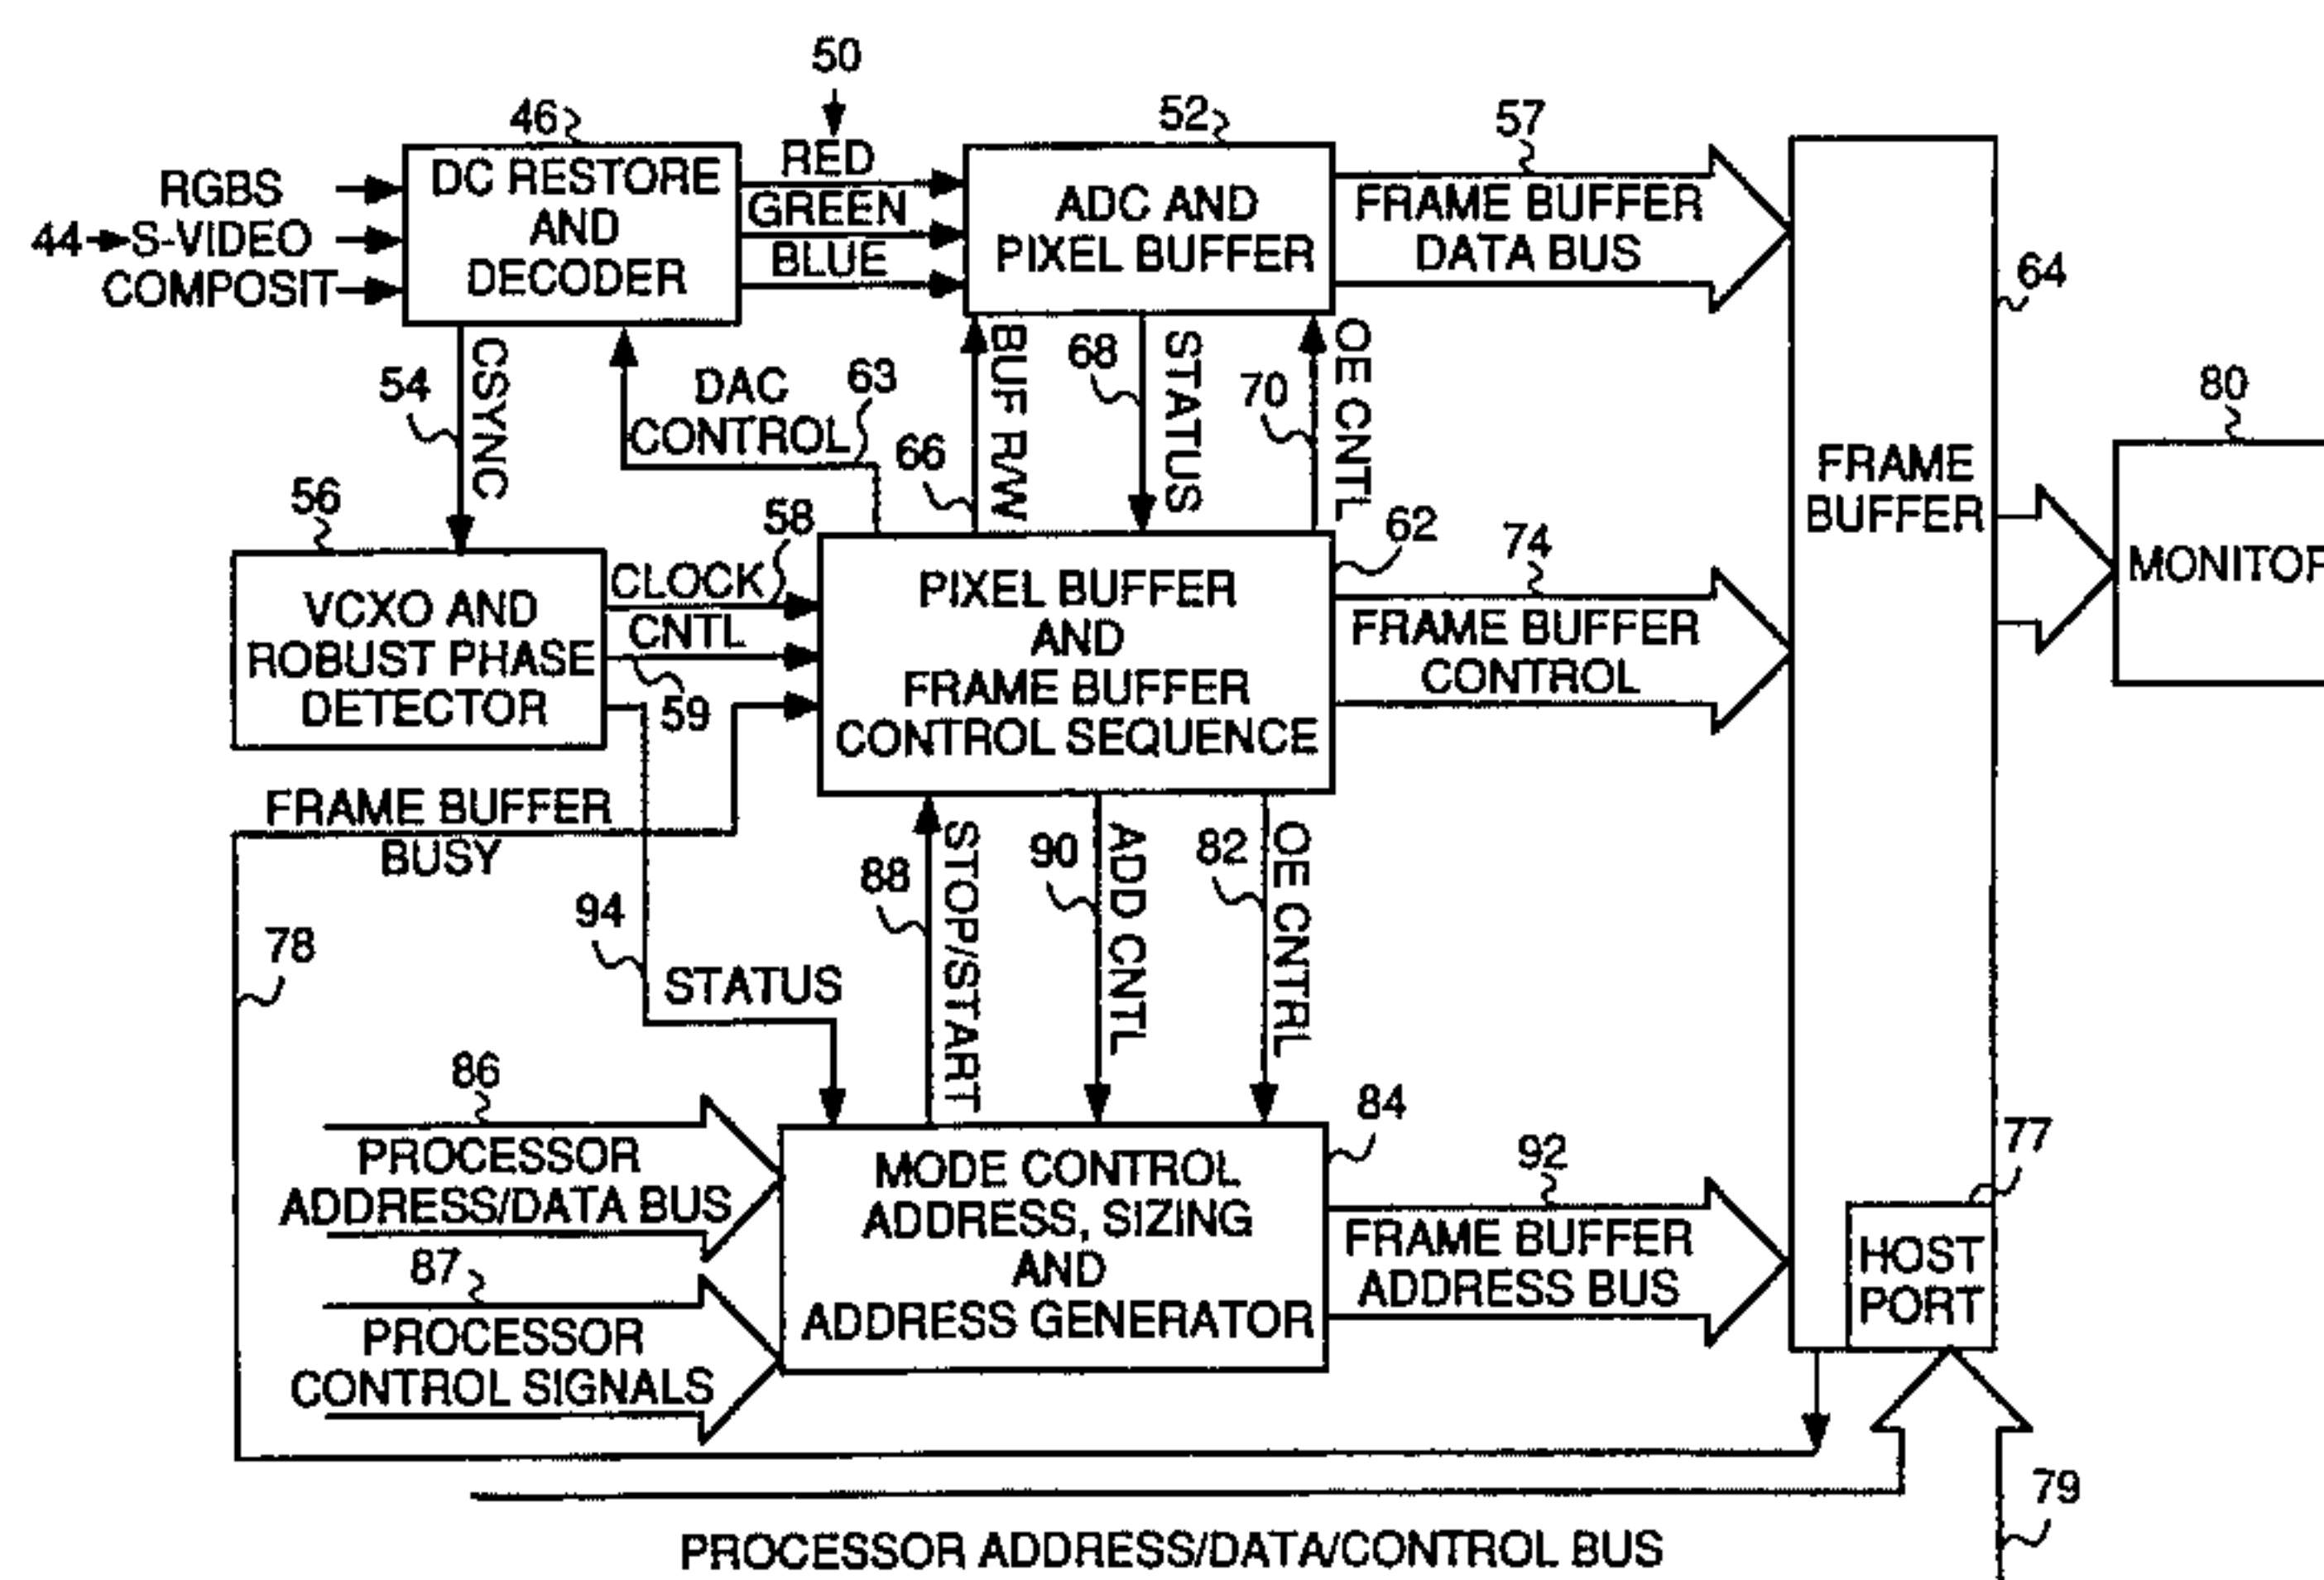 50
46
52
57
RGBS
44 S-VIDEO
COMPOSIT
DC RESTORE
AND
DECODER
RED
GREEN
BLUE
ADC AND
PIXEL BUFFER
FRAME BUFFER
DATA BUS
64
54
CSYNC
DAC
CONTROL
63
66
BUF R/W
68
STATUS
70
OE CNTL
FRAME
BUFFER
80
MONITOR
56
VCXO AND
ROBUST PHASE
DETECTOR
58
CLOCK
CNTL
59
62
PIXEL BUFFER
AND
FRAME BUFFER
CONTROL SEQUENCE
74
FRAME BUFFER
CONTROL
FRAME BUFFER
BUSY
78
94
STATUS
88
STOP/START
90
ADD CNTL
82
OE CNTRL
86
PROCESSOR
ADDRESS/DATA BUS
87
PROCESSOR
CONTROL SIGNALS
84
MODE CONTROL
ADDRESS, SIZING
AND
ADDRESS GENERATOR
92
FRAME BUFFER
ADDRESS BUS
77
HOST
PORT
79
PROCESSOR ADDRESS/DATA/CONTROL BUS